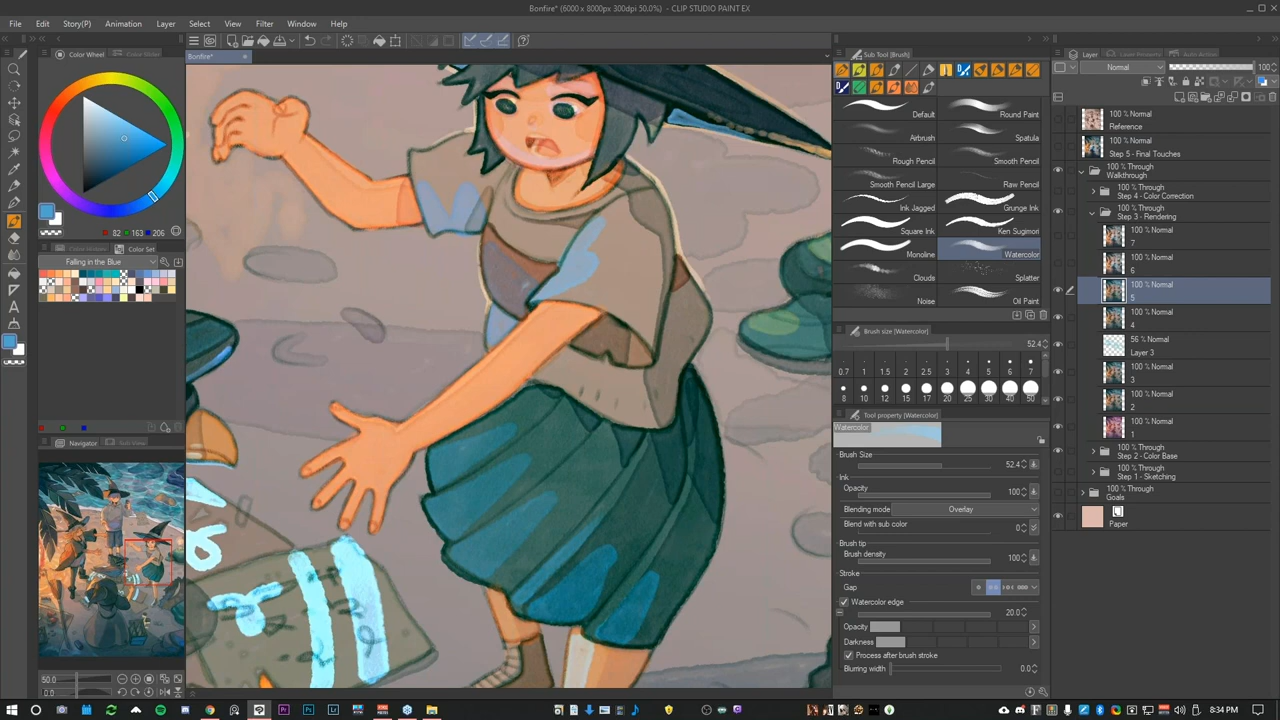 Bonfire* (6000 x 8000px 300dpi 50.0%) - CLIP STUDIO PAINT EX
File Edit Story(P) Animation Layer Select View Filter Window Help
Color Wheel Color Slider
Bonfire*
Sub Tool [Brush]
Layer Layer Property Auto Action
Normal 100
Default Round Paint
Airbrush Spatula
Rough Pencil Smooth Pencil
Smooth Pencil Large Raw Pencil
Ink Jagged Grunge Ink
Square Ink Ken Sugimori
Monoline Watercolor
Clouds Splatter
Noise Oil Paint
82 163 206
Color Set
Falling in the Blue
Brush size [Watercolor]
52.4
0.7 1 1.5 2 2.5 3 4 5 6 7
8 10 12 15 17 20 25 30 40 50
Tool property [Watercolor]
Watercolor
Brush Size 52.4
Ink
Opacity 100
Blending mode Overlay
Blend with sub color 0
Brush tip
Brush density 100
Stroke
Gap
Watercolor edge 20.0
Opacity
Darkness
Process after brush stroke
Blurring width 0.0
100 % Normal
Reference
100 % Normal
Step 5 - Final Touches
100 % Through
Walkthrough
100 % Through
Step 4 - Color Correction
100 % Through
Step 3 - Rendering
100 % Normal
7
100 % Normal
6
100 % Normal
5
100 % Normal
4
56 % Normal
Layer 3
100 % Normal
3
100 % Normal
2
100 % Normal
1
100 % Through
Step 2 - Color Base
100 % Through
Step 1 - Sketching
100 % Through
Goals
Paper
Navigator Sub View
50.0
0.0
8:34 PM